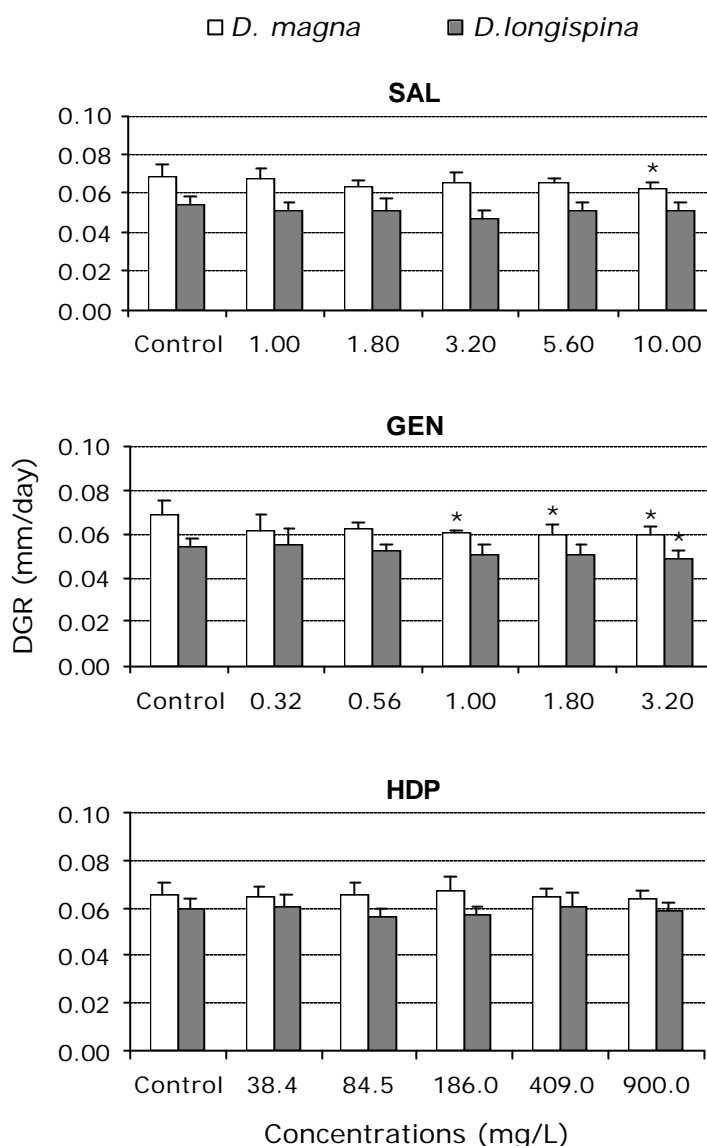 D. magna D.longispina
SAL
0.10
0.08
0.06
0.04
0.02
0.00
*
Control 1.00 1.80 3.20 5.60 10.00
GEN
0.10
0.08
0.06
0.04
0.02
0.00
* * * *
Control 0.32 0.56 1.00 1.80 3.20
DGR (mm/day)
HDP
0.10
0.08
0.06
0.04
0.02
0.00
Control 38.4 84.5 186.0 409.0 900.0
Concentrations (mg/L)